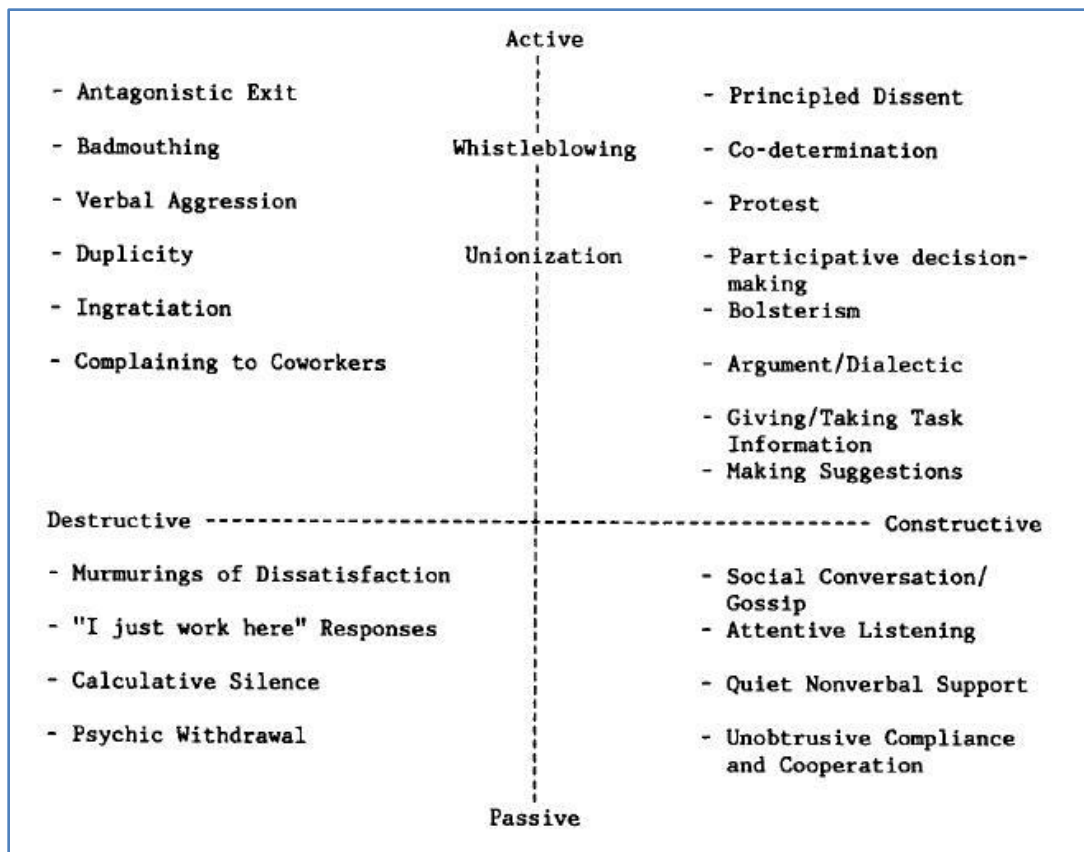 Active
- Antagonistic Exit
- Principled Dissent
- Badmouthing
Whistleblowing
- Co-determination
- Verbal Aggression
- Protest
- Duplicity
Unionization
- Participative decision-
making
- Ingratiation
- Bolsterism
- Complaining to Coworkers
- Argument/Dialectic
- Giving/Taking Task
Information
- Making Suggestions
Destructive
Constructive
- Murmurings of Dissatisfaction
- Social Conversation/
Gossip
- "I just work here" Responses
- Attentive Listening
- Calculative Silence
- Quiet Nonverbal Support
- Psychic Withdrawal
- Unobtrusive Compliance
and Cooperation
Passive